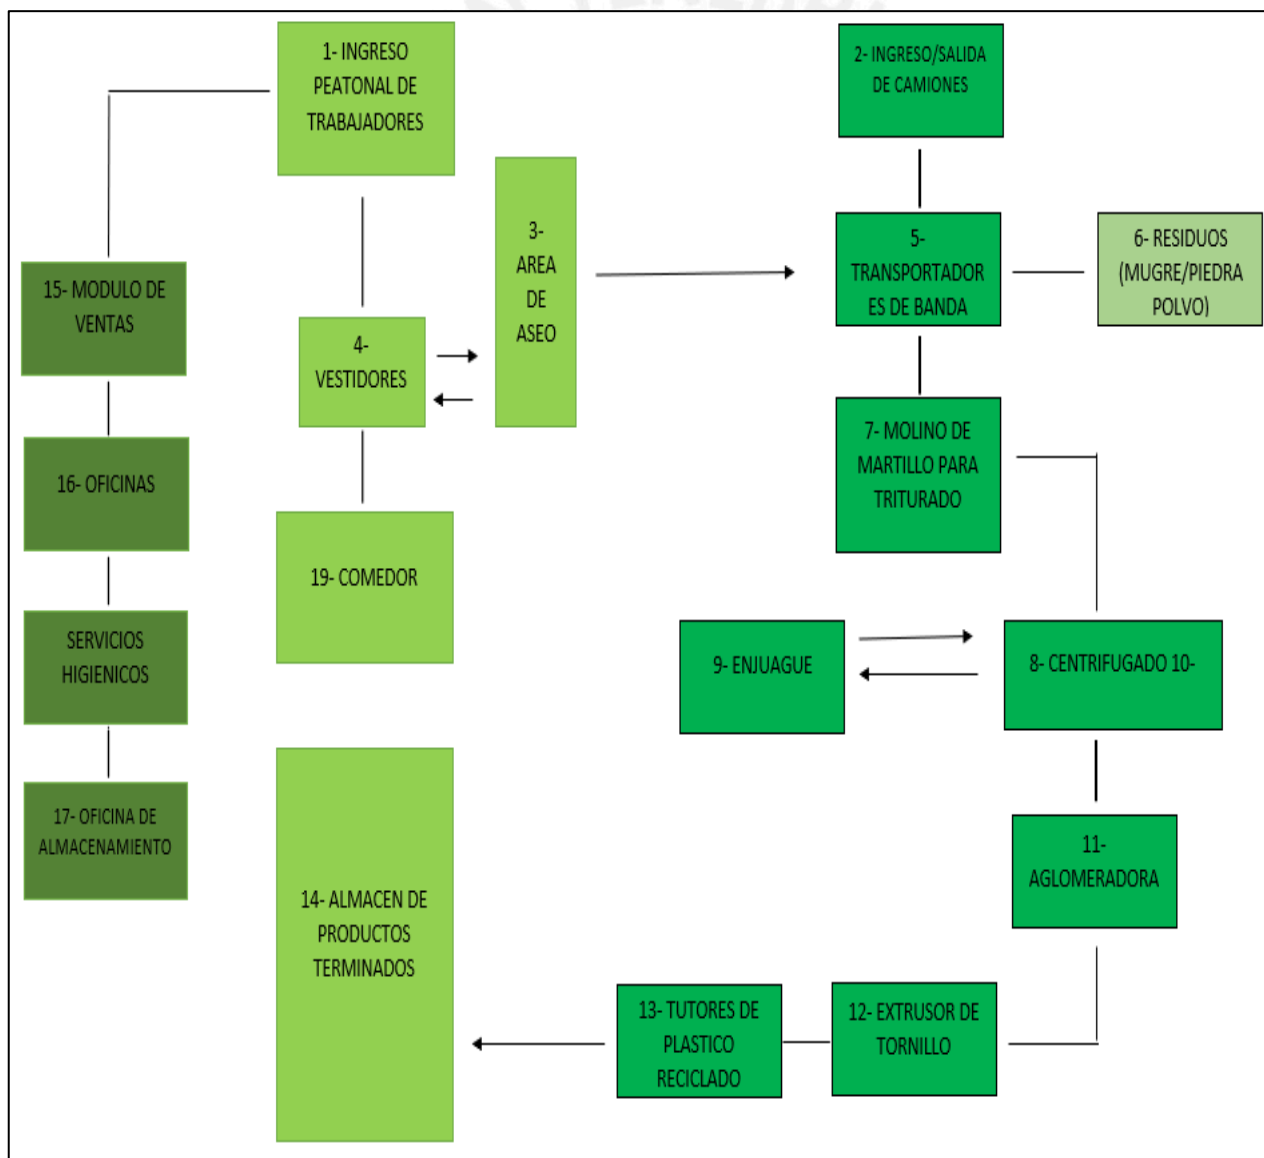 1- INGRESO
PEATONAL DE
TRABAJADORES
2- INGRESO/SALIDA
DE CAMIONES
3-
AREA
DE
ASEO
5-
TRANSPORTADOR
ES DE BANDA
6- RESIDUOS
(MUGRE/PIEDRA
POLVO)
15- MODULO DE
VENTAS
4-
VESTIDORES
7- MOLINO DE
MARTILLO PARA
TRITURADO
16- OFICINAS
19- COMEDOR
SERVICIOS
HIGIENICOS
9- ENJUAGUE
8- CENTRIFUGADO 10-
17- OFICINA DE
ALMACENAMIENTO
14- ALMACEN DE
PRODUCTOS
TERMINADOS
11-
AGLOMERADORA
13- TUTORES DE
PLASTICO
RECICLADO
12- EXTRUSOR DE
TORNILLO